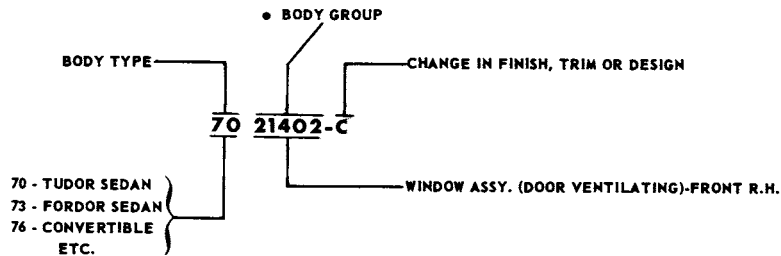 • BODY GROUP
BODY TYPE
CHANGE IN FINISH, TRIM OR DESIGN
70 21402-C
70 - TUDOR SEDAN
73 - FORDOR SEDAN
76 - CONVERTIBLE
ETC.
WINDOW ASSY. (DOOR VENTILATING)-FRONT R.H.